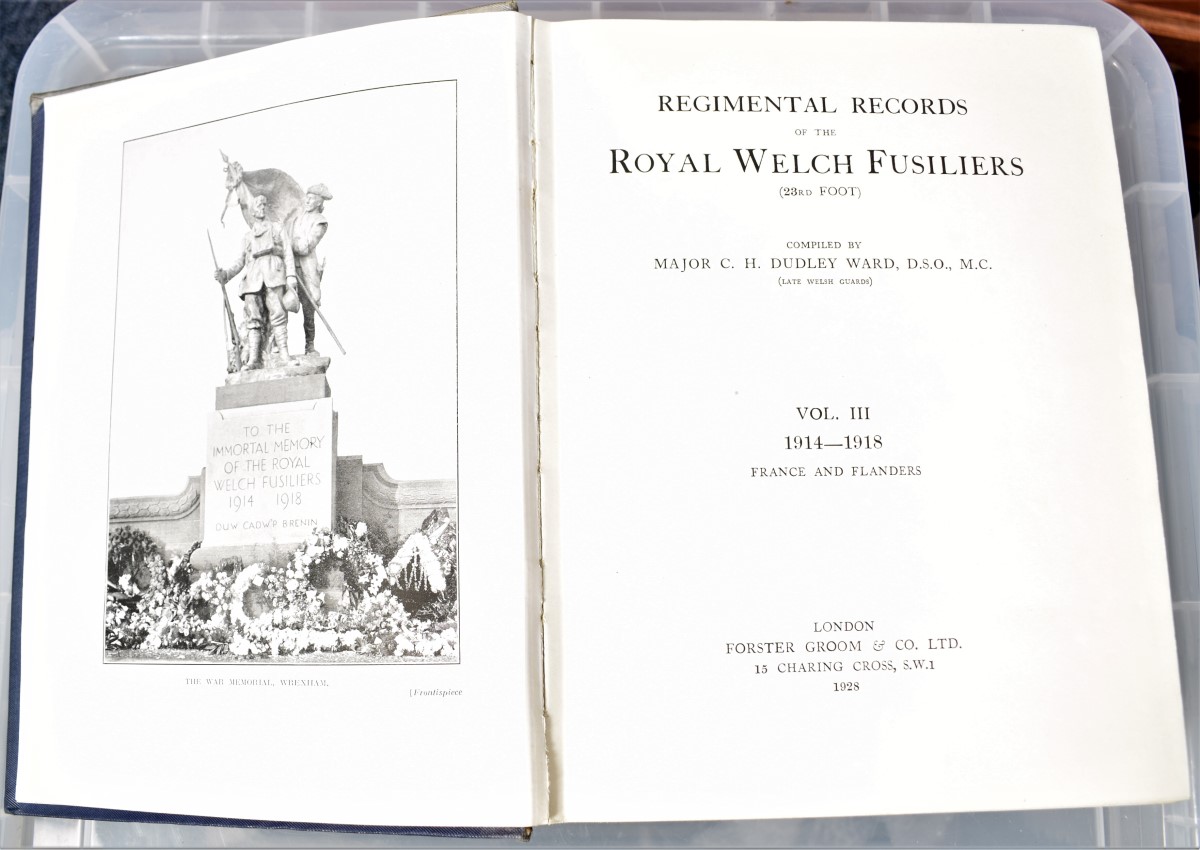 TO THE
IMMORTAL MEMORY
OF THE ROYAL
WELCH FUSILIERS
1914 1918
DUW CADW'P BRENIN
THE WAR MEMORIAL, WREXHAM.
[Frontispiece
REGIMENTAL RECORDS
OF THE
ROYAL WELCH FUSILIERS
(23RD FOOT)
COMPILED BY
MAJOR C. H. DUDLEY WARD, D.S.O., M.C.
(LATE WELSH GUARDS)
VOL. III
1914—1918
FRANCE AND FLANDERS
LONDON
FORSTER GROOM & CO. LTD.
15 CHARING CROSS, S.W.1
1928